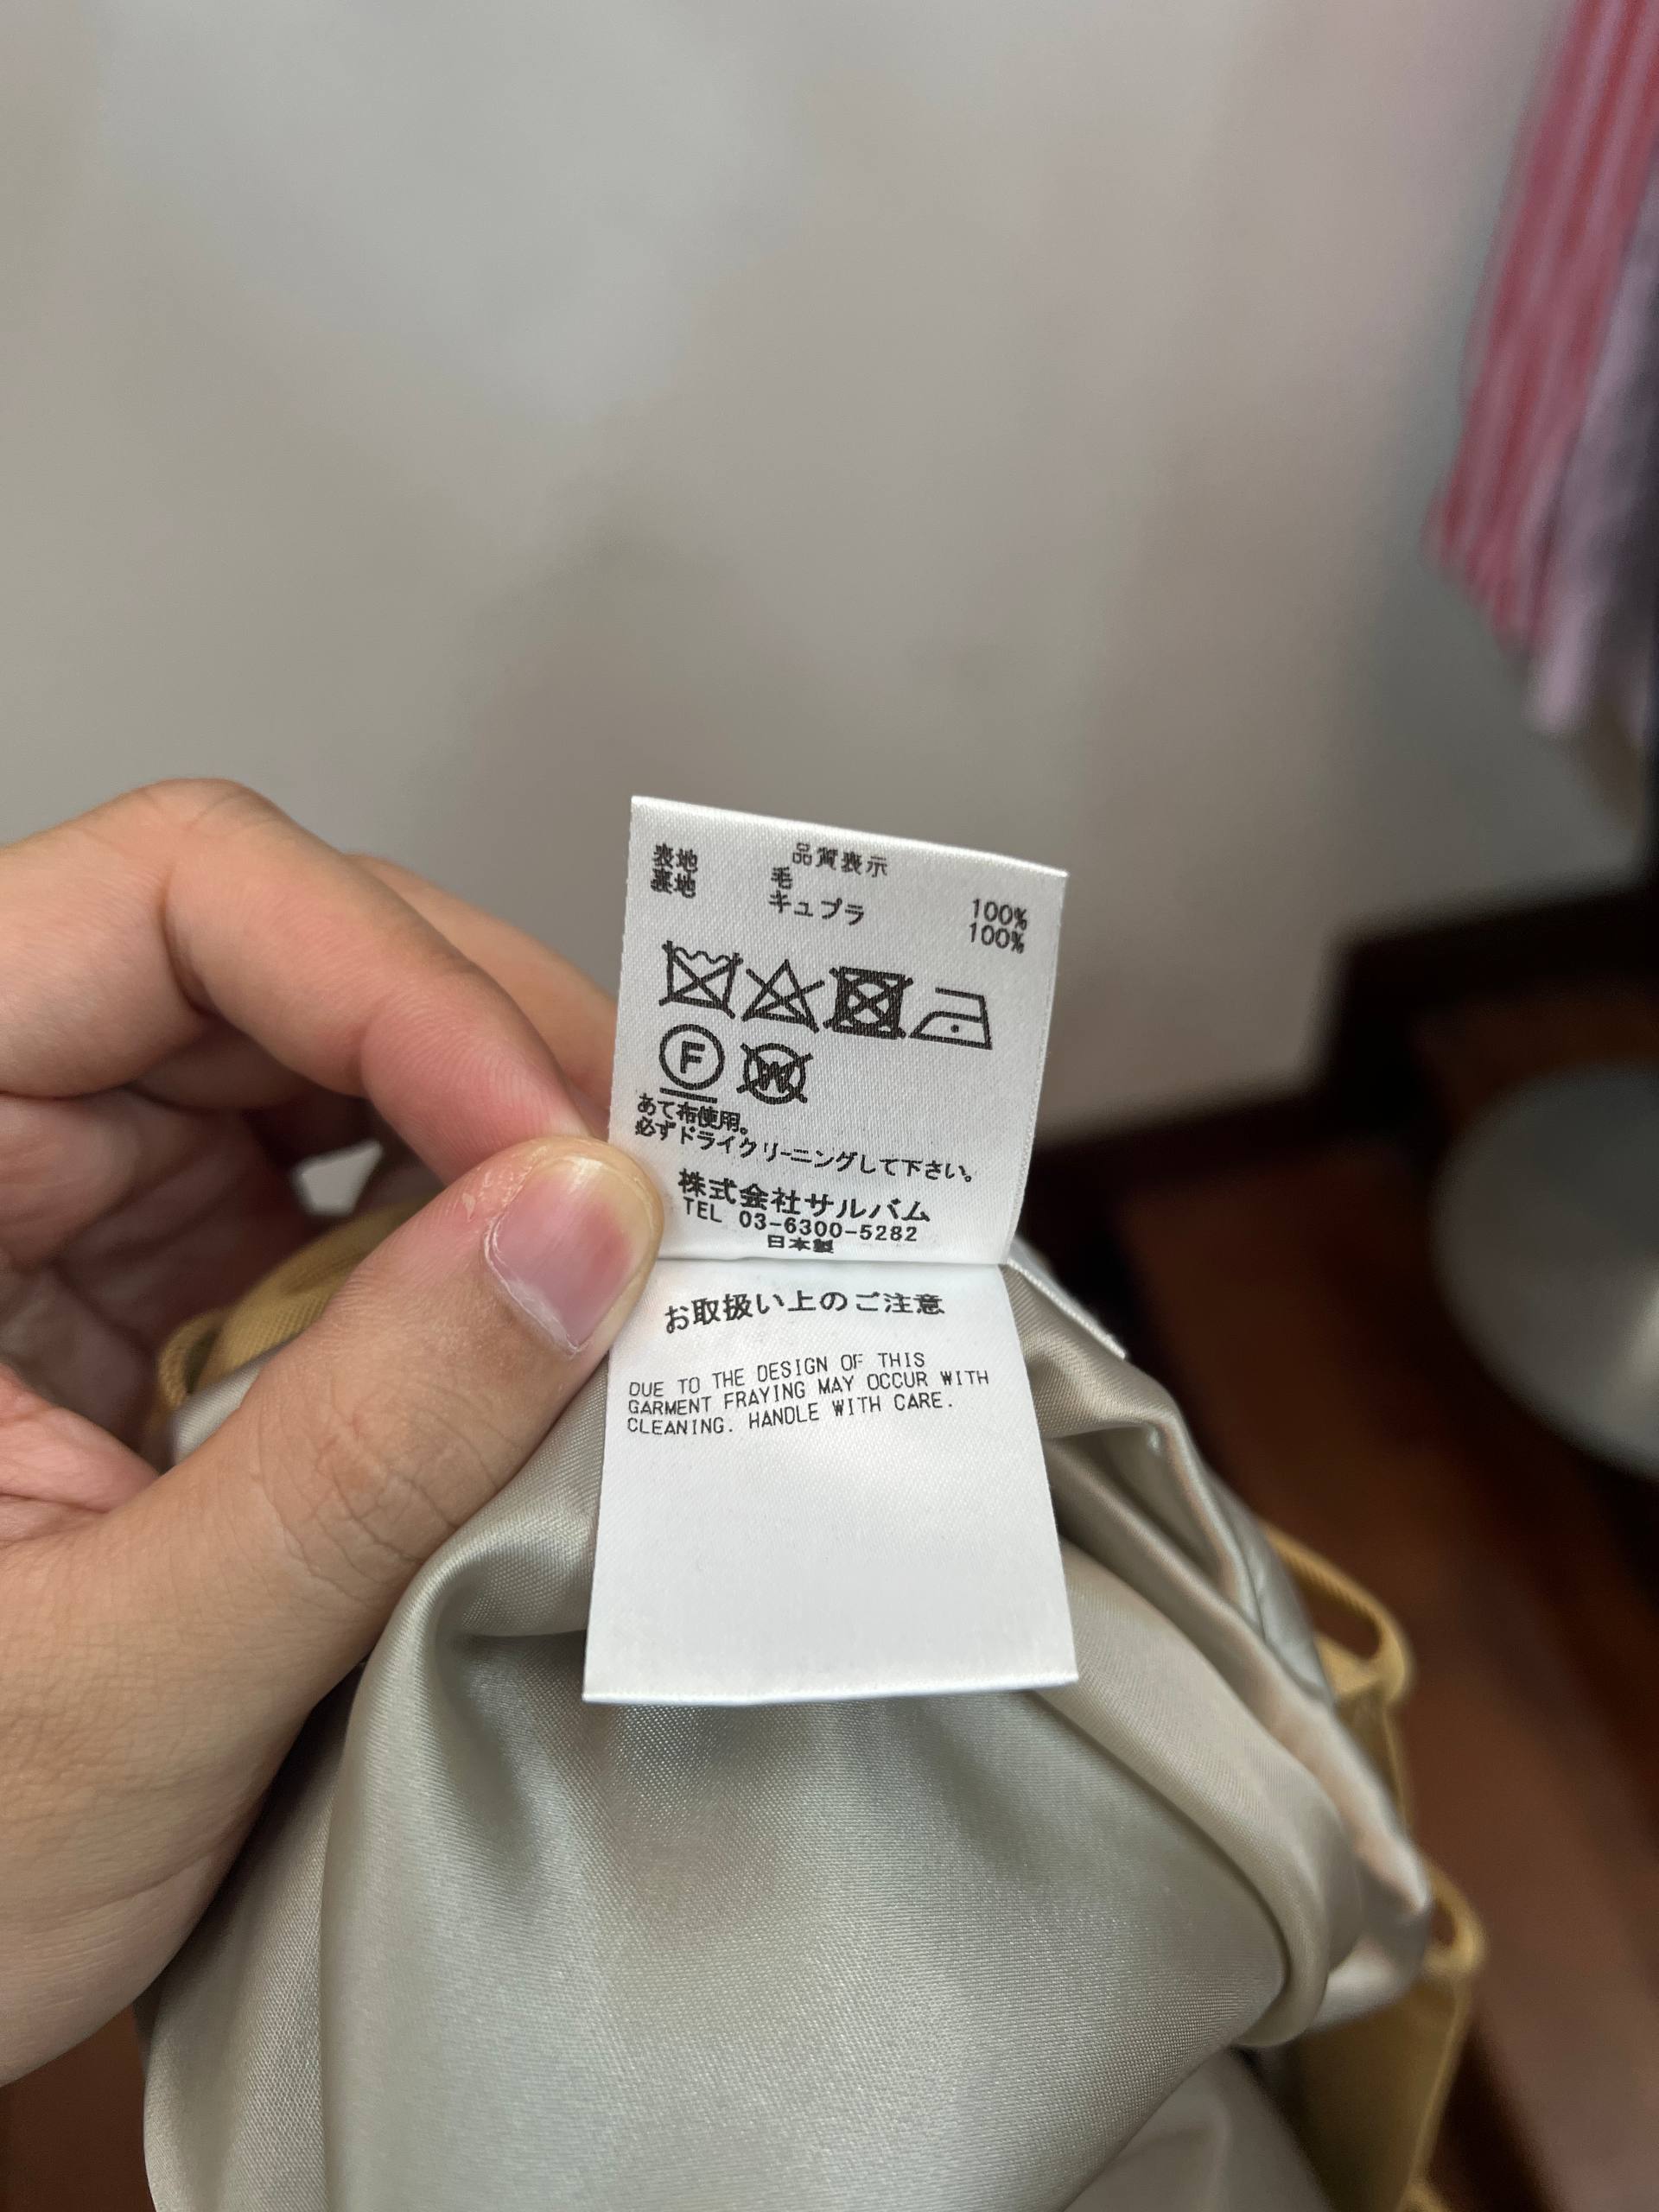 品質表示
表地 毛 100%
裏地 キュプラ 100%
F W
あて布使用。
必ずドライクリーニングして下さい。
株式会社サルバム
TEL 03-6300-5282
日本製
お取扱い上のご注意
DUE TO THE DESIGN OF THIS
GARMENT FRAYING MAY OCCUR WITH
CLEANING. HANDLE WITH CARE.